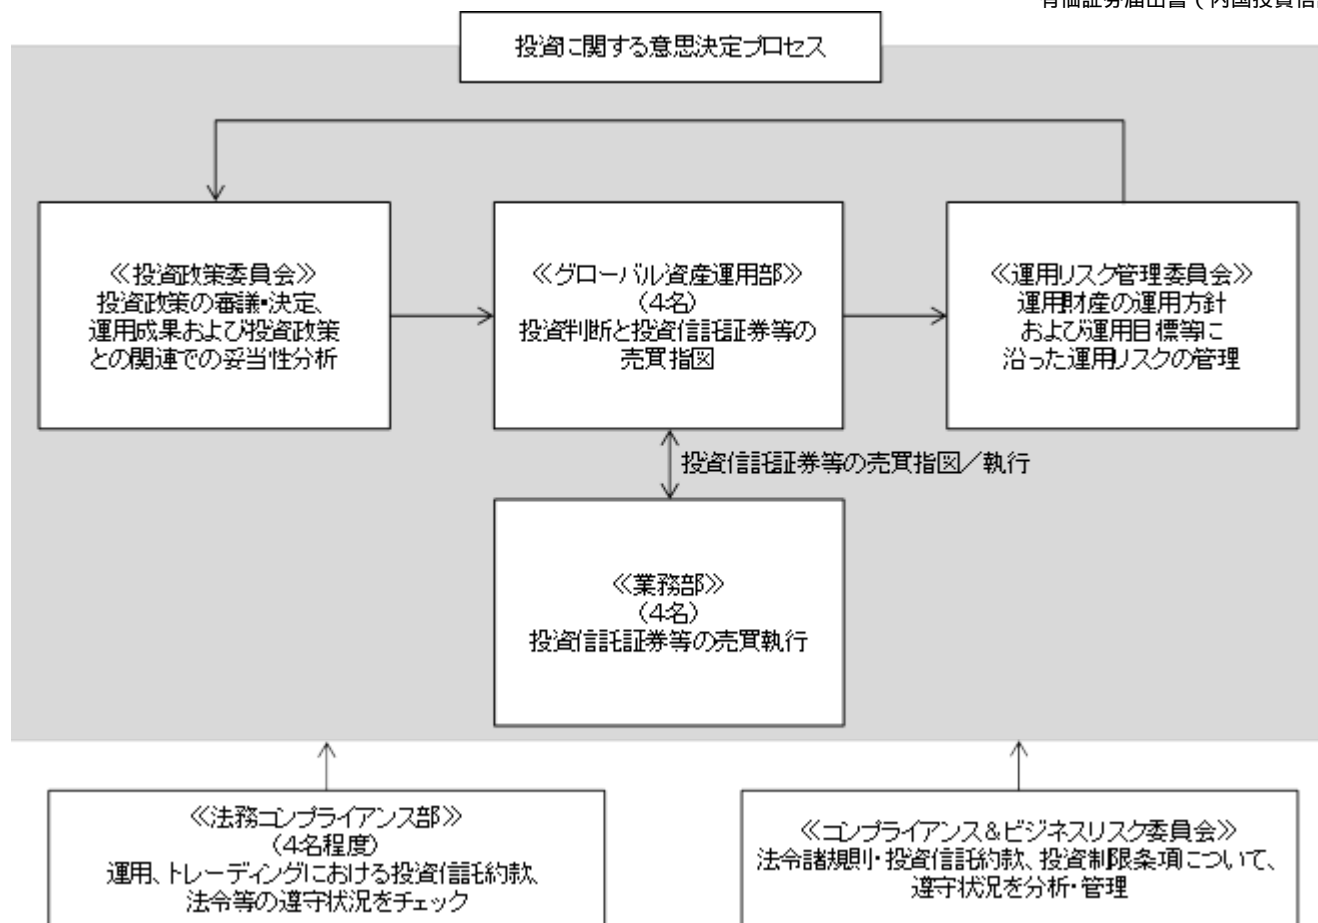 有価証券届出書（内国投資信
投資に関する意思決定プロセス
≪投資政策委員会≫
投資政策の審議・決定、
運用成果および投資政策
との関連での妥当性分析
≪グローバル資産運用部≫
（4名）
投資判断と投資信託証券等の
売買指図
≪運用リスク管理委員会≫
運用財産の運用方針
および運用目標等に
沿った運用リスクの管理
投資信託証券等の売買指図／執行
≪業務部≫
（4名）
投資信託証券等の売買執行
≪法務コンプライアンス部≫
（4名程度）
運用、トレーディングにおける投資信託約款、
法令等の遵守状況をチェック
≪コンプライアンス＆ビジネスリスク委員会≫
法令諸規則・投資信託約款、投資制限条項について、
遵守状況を分析・管理